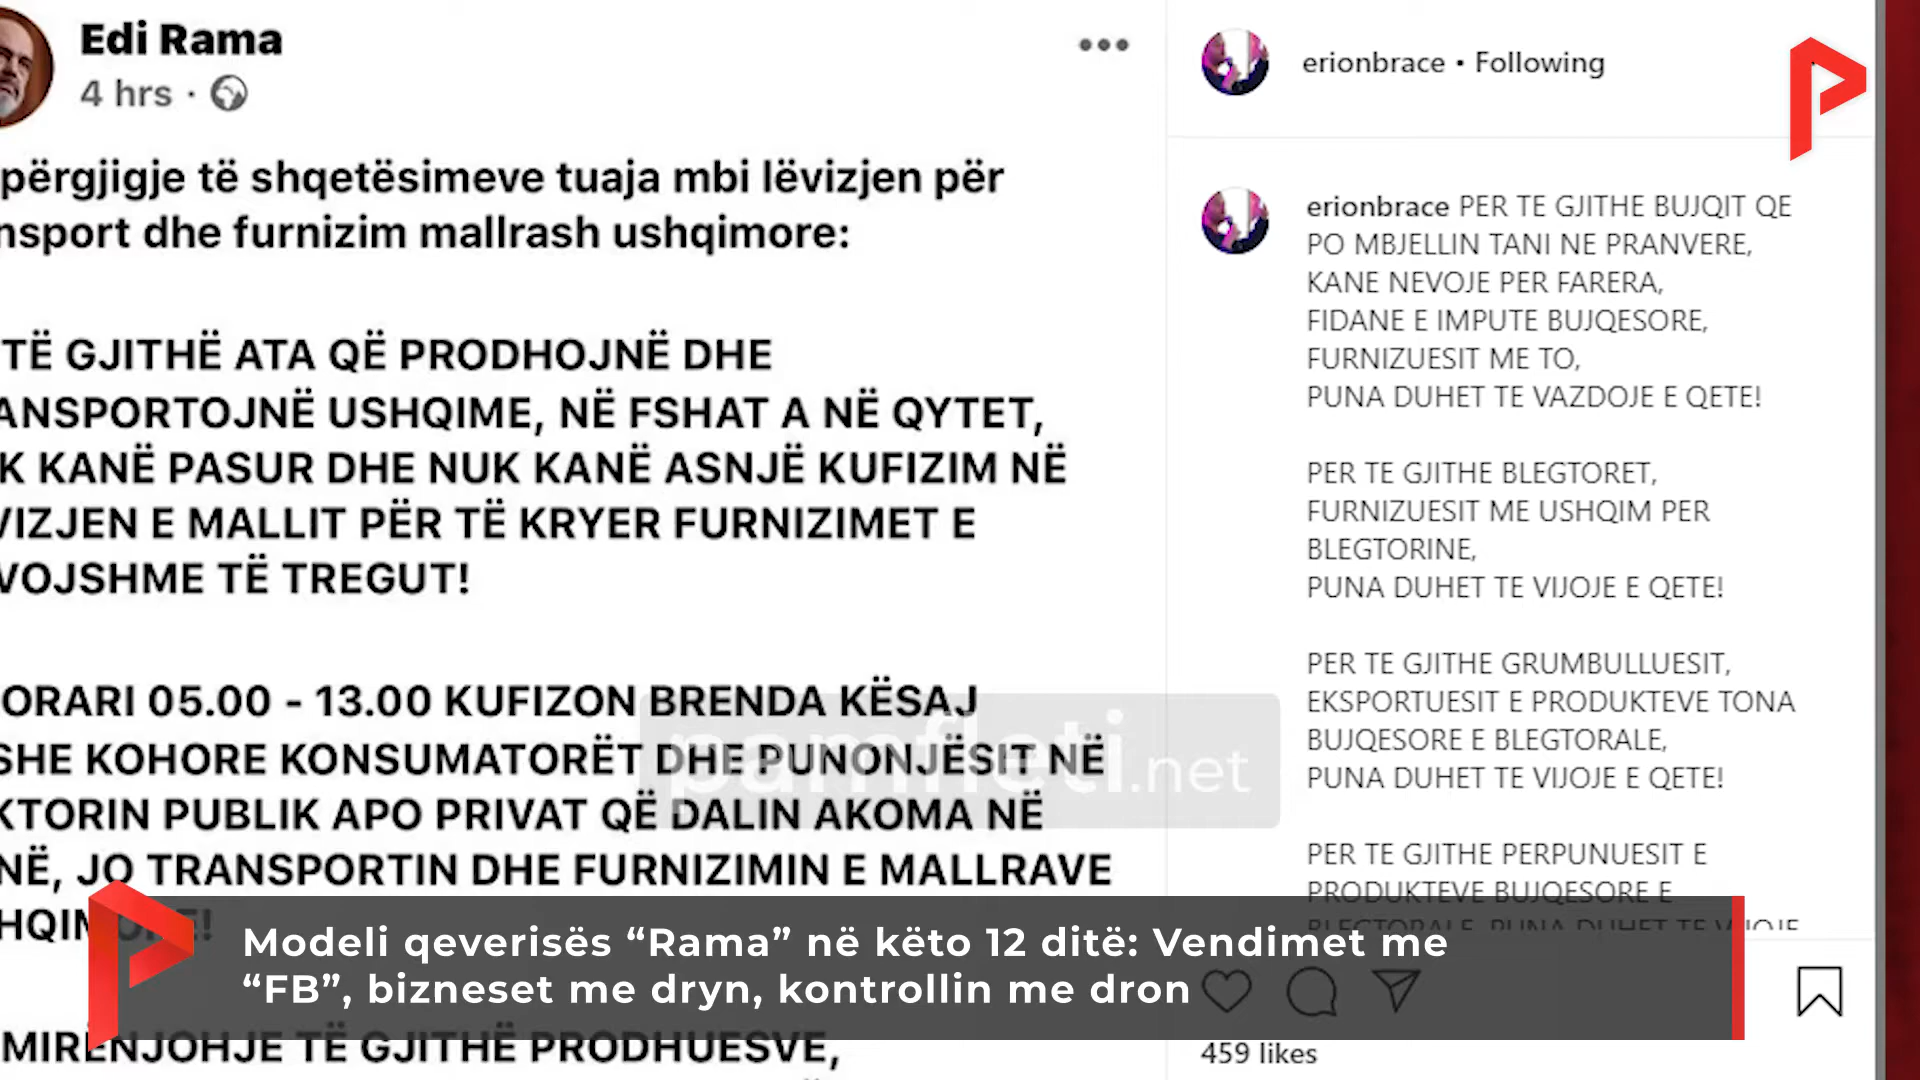 Edi Rama
4 hrs ·
përgjigje të shqetësimeve tuaja mbi lëvizjen për
nsport dhe furnizim mallrash ushqimore:
TË GJITHË ATA QË PRODHOJNË DHE
ANSPORTOJNË USHQIME, NË FSHAT A NË QYTET,
K KANË PASUR DHE NUK KANË ASNJË KUFIZIM NË
VIZJEN E MALLIT PËR TË KRYER FURNIZIMET E
VOJSHME TË TREGUT!
ORARI 05.00 - 13.00 KUFIZON BRENDA KËSAJ
SHE KOHORE KONSUMATORËT DHE PUNONJËSIT NË
KTORIN PUBLIK APO PRIVAT QË DALIN AKOMA NË
NË, JO TRANSPORTIN DHE FURNIZIMIN E MALLRAVE
MIRËNJOHJE TË GJITHË PRODHUESVE,
erionbrace • Following
erionbrace PER TE GJITHE BUJQIT QE
PO MBJELLIN TANI NE PRANVERE,
KANE NEVOJE PER FARERA,
FIDANE E IMPUTE BUJQESORE,
FURNIZUESIT ME TO,
PUNA DUHET TE VAZDOJE E QETE!
PER TE GJITHE BLEGTORET,
FURNIZUESIT ME USHQIM PER
BLEGTORINE,
PUNA DUHET TE VIJOJE E QETE!
PER TE GJITHE GRUMBULLUESIT,
EKSPORTUESIT E PRODUKTEVE TONA
BUJQESORE E BLEGTORALE,
PUNA DUHET TE VIJOJE E QETE!
PER TE GJITHE PERPUNUESIT E
PRODUKTEVE BUJQESORE E
BLEGTORALE, PUNA DUHET TE VIJOJE
459 likes
pamfleti.net
Modeli qeverisës “Rama” në këto 12 ditë: Vendimet me
“FB”, bizneset me dryn, kontrollin me dron